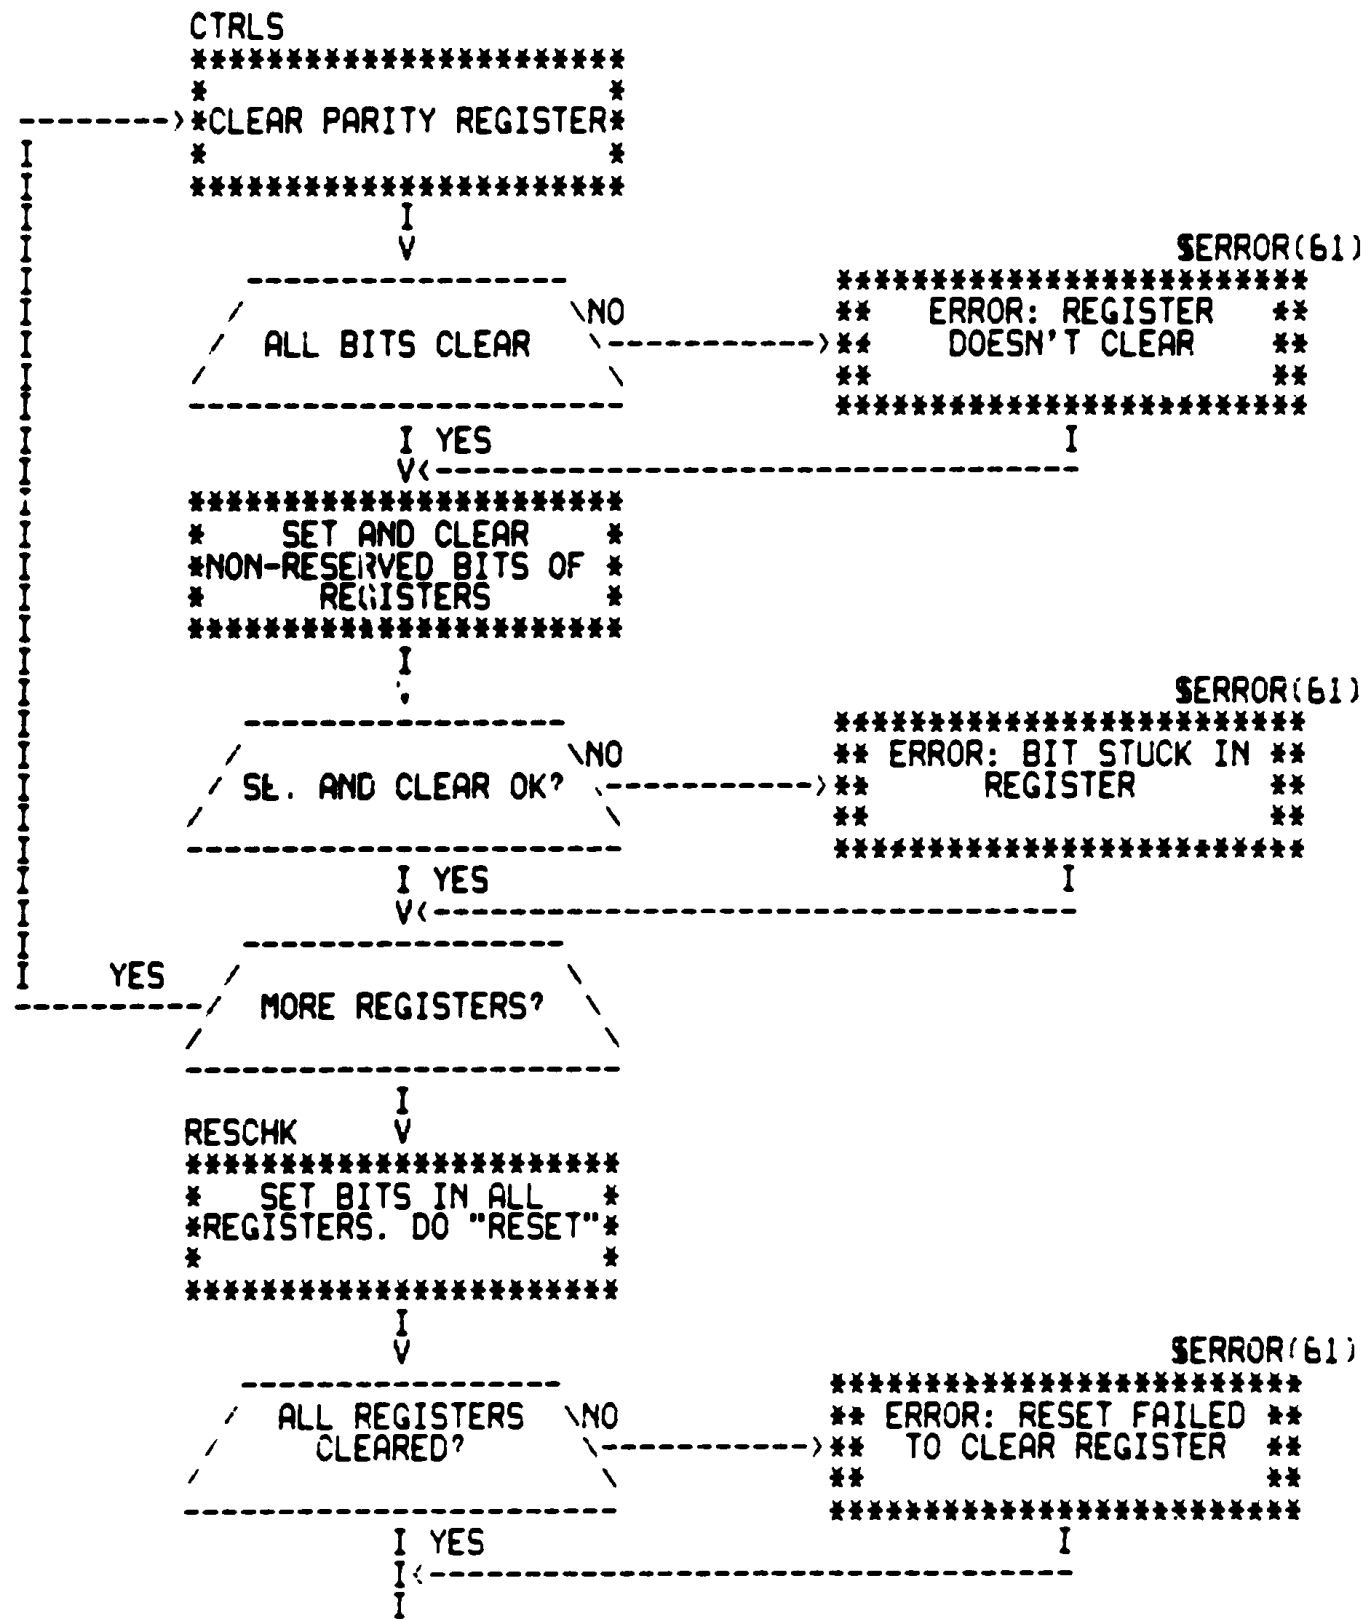 CTRLS
CLEAR PARITY REGISTER
$ERROR(61)
ALL BITS CLEAR
NO
ERROR: REGISTER
DOESN'T CLEAR
YES
SET AND CLEAR
NON-RESERVED BITS OF
REGISTERS
$ERROR(61)
AND CLEAR OK?
NO
ERROR: BIT STUCK IN
REGISTER
YES
YES
MORE REGISTERS?
RESCHK
SET BITS IN ALL
REGISTERS. DO "RESET"
$ERROR(61)
ALL REGISTERS
CLEARED?
NO
ERROR: RESET FAILED
TO CLEAR REGISTER
YES